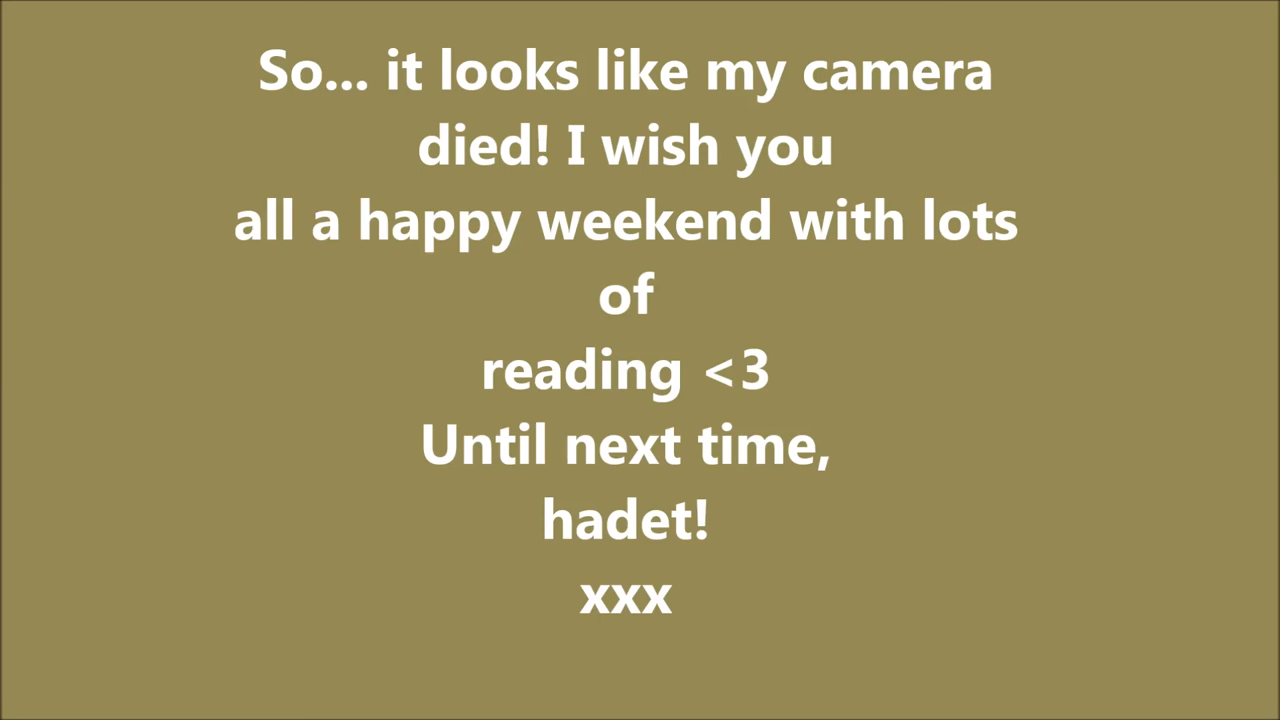 So... it looks like my camera
died! I wish you
all a happy weekend with lots
of
reading <3
Until next time,
hadet!
xxx